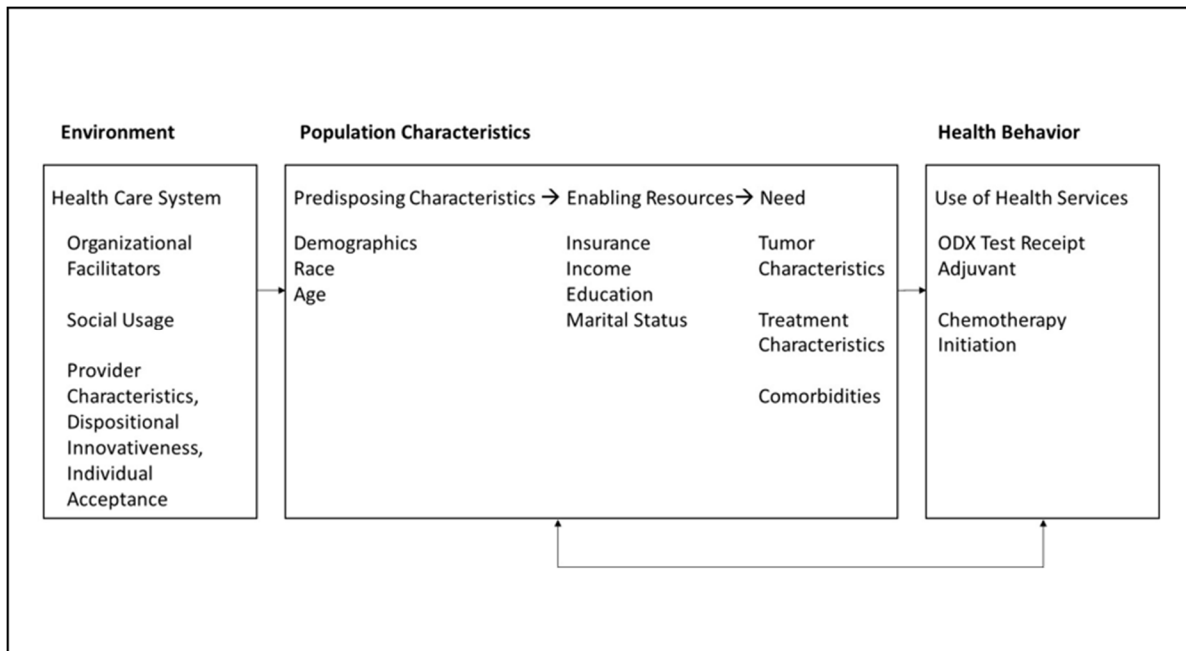 Environment
Population Characteristics
Health Behavior
Health Care System
Organizational
Facilitators
Social Usage
Provider
Characteristics,
Dispositional
Innovativeness,
Individual
Acceptance
Predisposing Characteristics → Enabling Resources → Need
Demographics
Race
Age
Insurance
Income
Education
Marital Status
Tumor
Characteristics
Treatment
Characteristics
Comorbidities
Use of Health Services
ODX Test Receipt
Adjuvant
Chemotherapy
Initiation